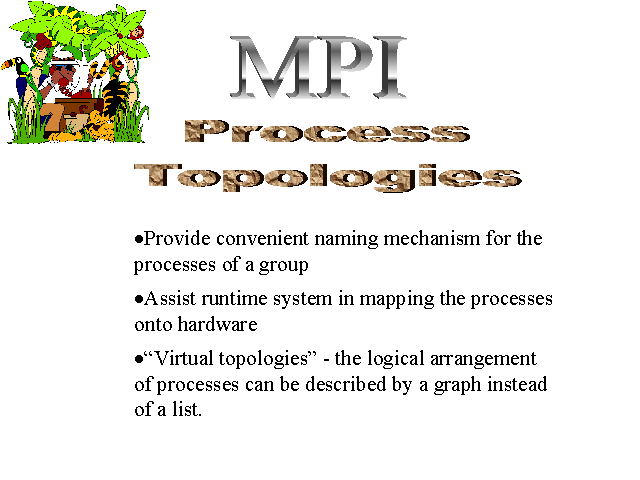 MPI
Process
Topologies
•Provide convenient naming mechanism for the
processes of a group
•Assist runtime system in mapping the processes
onto hardware
•“Virtual topologies” - the logical arrangement
of processes can be described by a graph instead
of a list.